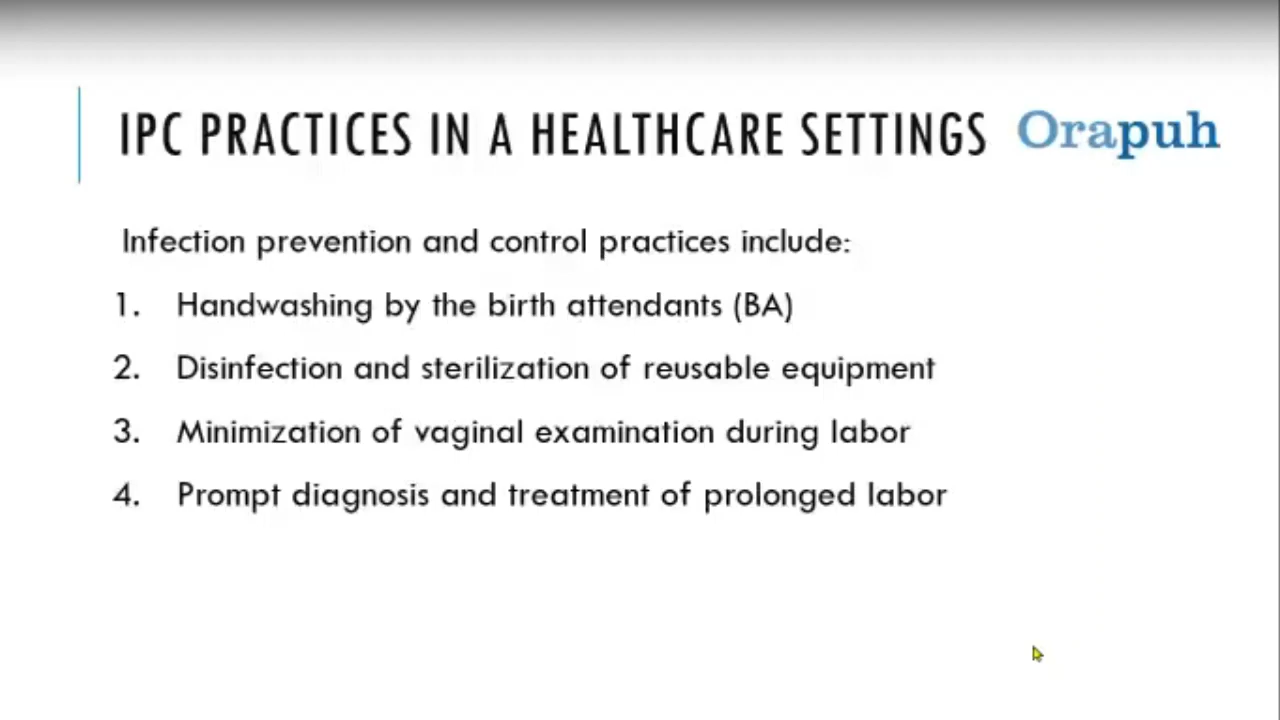 IPC PRACTICES IN A HEALTHCARE SETTINGS
Orapuh
Infection prevention and control practices include:
1. Handwashing by the birth attendants (BA)
2. Disinfection and sterilization of reusable equipment
3. Minimization of vaginal examination during labor
4. Prompt diagnosis and treatment of prolonged labor